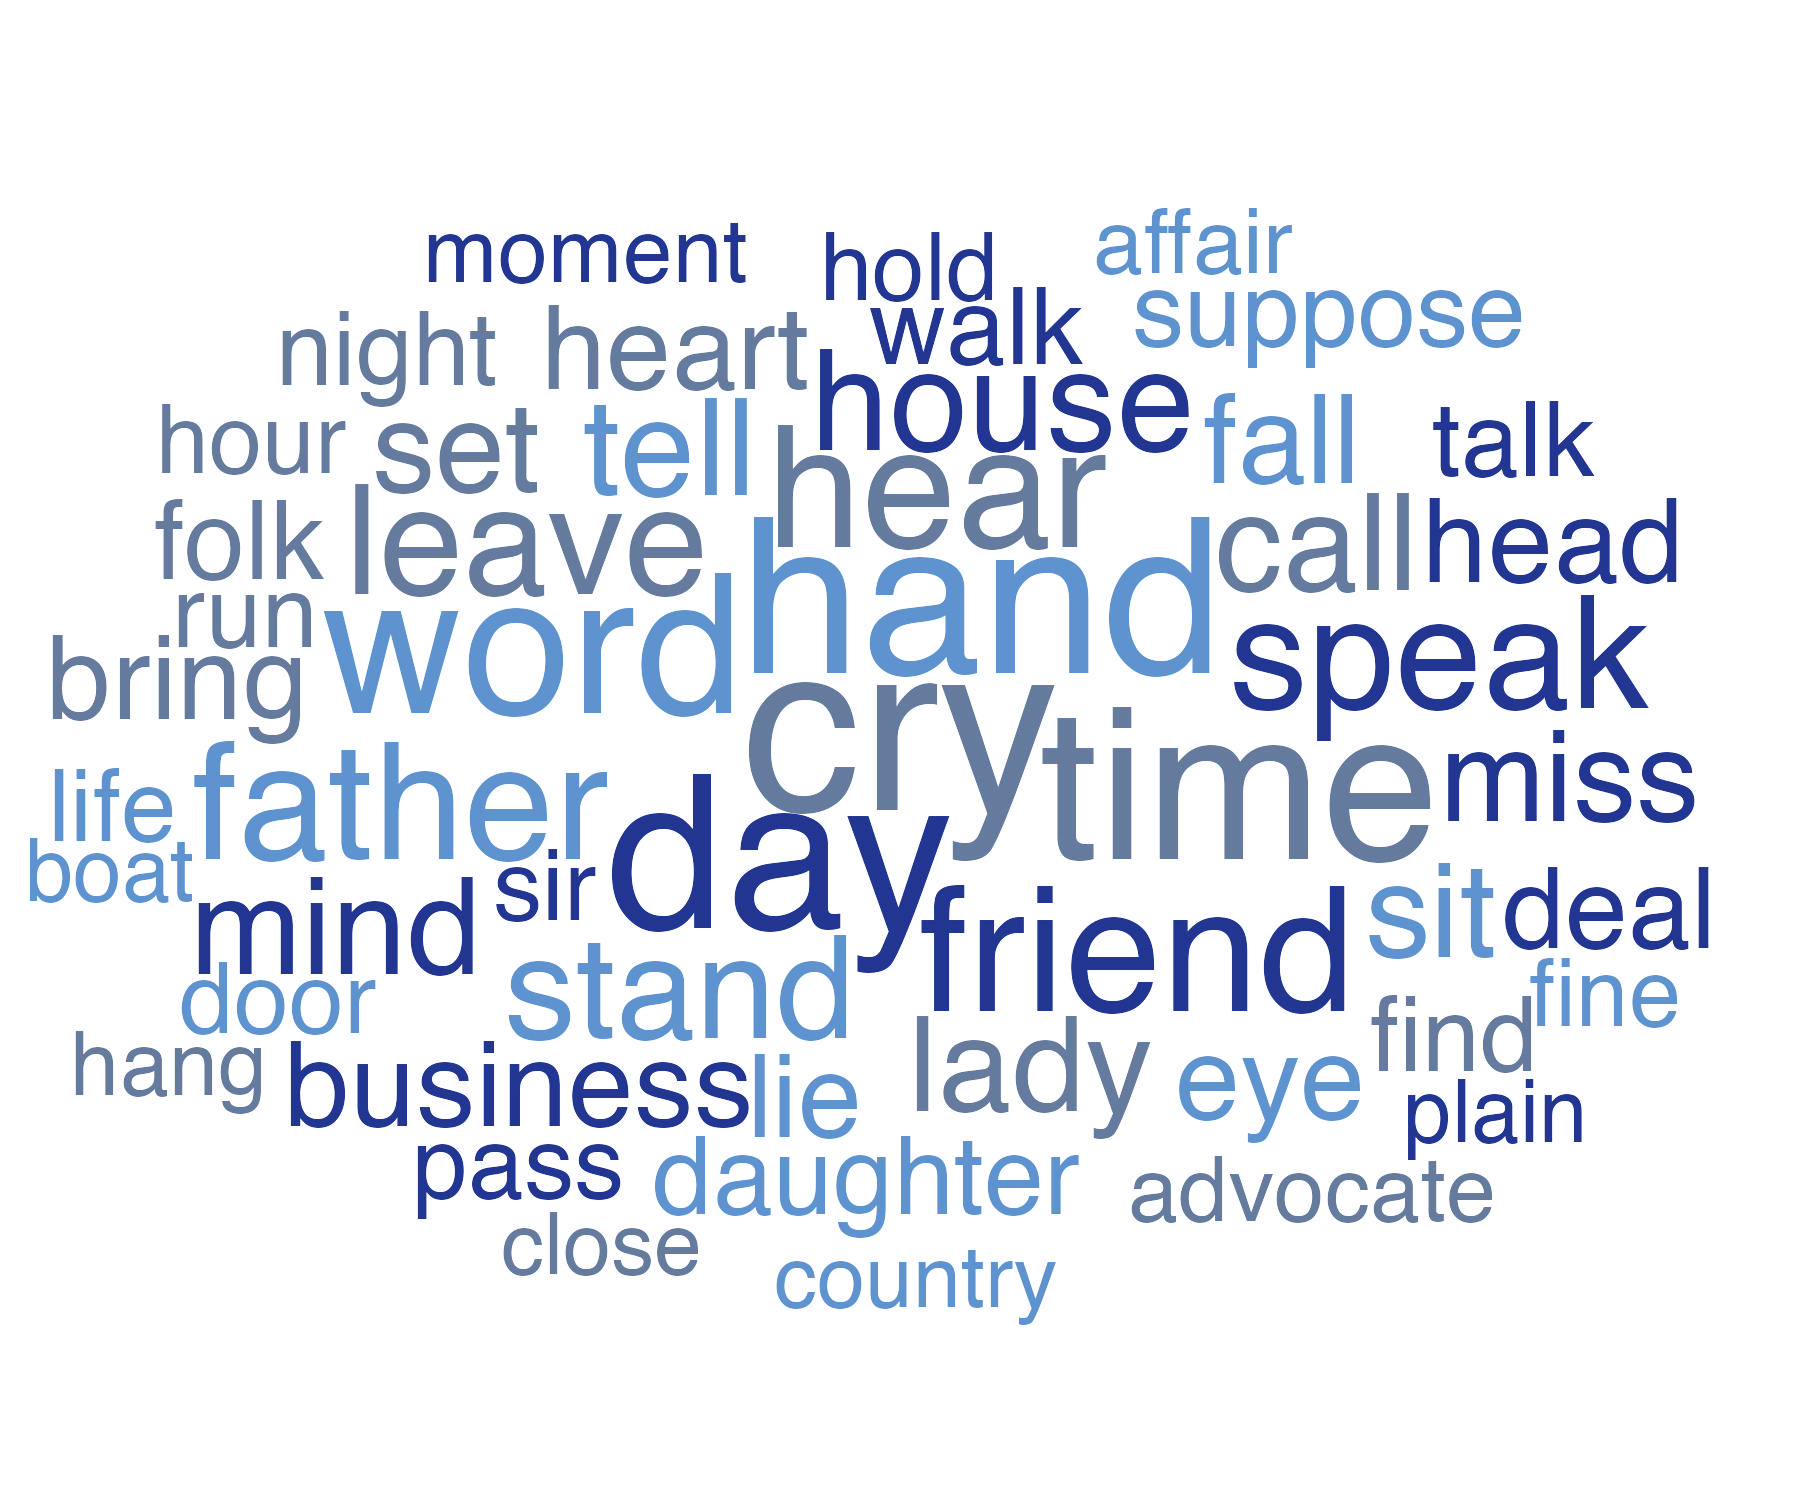 moment
hold
affair
walk
suppose
night
heart
house
hour
set
tell
hear
fall
talk
folk
leave
hand
call
head
run
word
speak
bring
cry
time
miss
life
father
day
boat
mind
sir
friend
sit
deal
door
stand
find
fine
hang
business
lie
lady
eye
plain
pass
daughter
advocate
close
country